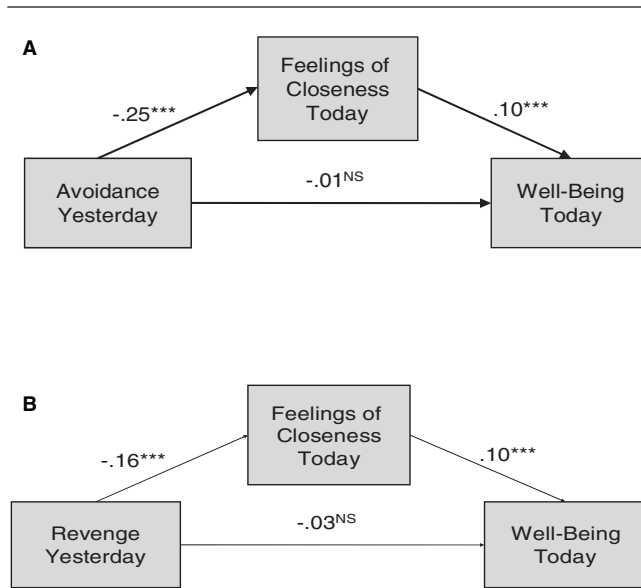 A
Feelings of
Closeness
Today
-.25***
.10***
-.01NS
Avoidance
Yesterday
Well-Being
Today
B
Feelings of
Closeness
Today
-.16***
.10***
-.03NS
Revenge
Yesterday
Well-Being
Today